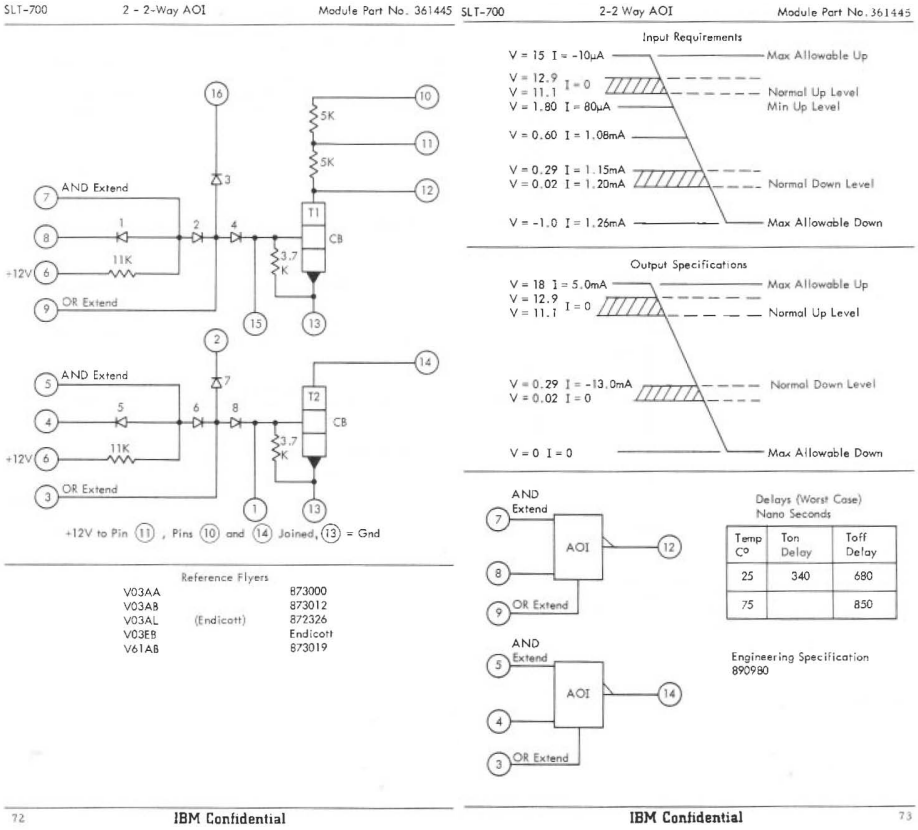 SLT-700 2 - 2-Way AOI Module Part No. 361445
16
10
5K
11
5K
3
12
7 AND Extend
T1
8 1 2 4 CB
+12V 6 11K 3.7 K
9 OR Extend
15 13
2
14
5 AND Extend 7
T2
4 5 6 8 CB
+12V 6 11K 3.7 K
3 OR Extend
1 13
+12V to Pin 11 , Pins 10 and 14 Joined, 13 = Gnd
Reference Flyers
V03AA 873000
V03AB 873012
V03AL (Endicott) 872326
V03EB Endicott
V61AB 873019
72 IBM Confidential
SLT-700 2-2 Way AOI Module Part No. 361445
Input Requirements
V = 15 I = -10µA Max Allowable Up
V = 12.9 I = 0
V = 11.1 Normal Up Level
V = 1.80 I = 80µA Min Up Level
V = 0.60 I = 1.08mA
V = 0.29 I = 1.15mA
V = 0.02 I = 1.20mA Normal Down Level
V = -1.0 I = 1.26mA Max Allowable Down
Output Specifications
V = 18 I = 5.0mA Max Allowable Up
V = 12.9 I = 0
V = 11.1 Normal Up Level
V = 0.29 I = -13.0mA Normal Down Level
V = 0.02 I = 0
V = 0 I = 0 Max Allowable Down
AND
Extend
7
AOI 12
8
9 OR Extend
AND
Extend
5
AOI 14
4
3 OR Extend
Delays (Worst Case)
Nano Seconds
Temp Ton Toff
C° Delay Delay
25 340 680
75 850
Engineering Specification
890980
IBM Confidential 73